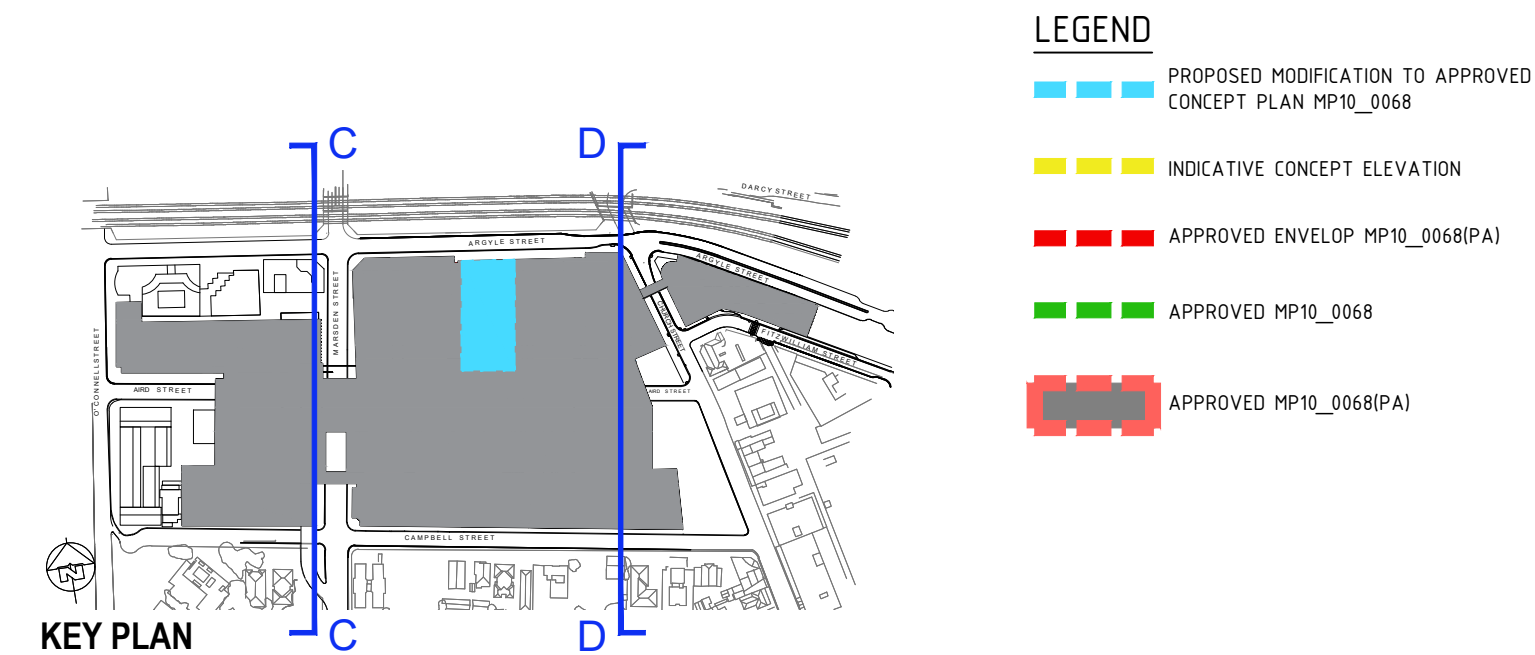 LEGEND
PROPOSED MODIFICATION TO APPROVED
CONCEPT PLAN MP10_0068
INDICATIVE CONCEPT ELEVATION
APPROVED ENVELOP MP10_0068(PA)
APPROVED MP10_0068
APPROVED MP10_0068(PA)
C
D
DARCY STREET
ARGYLE STREET
ARGYLE STREET
MARSDEN STREET
CHURCH STREET
FITZWILLIAM STREET
O'CONNELLSTREET
AIRD STREET
AIRD STREET
CAMPBELL STREET
N
KEY PLAN
C
D